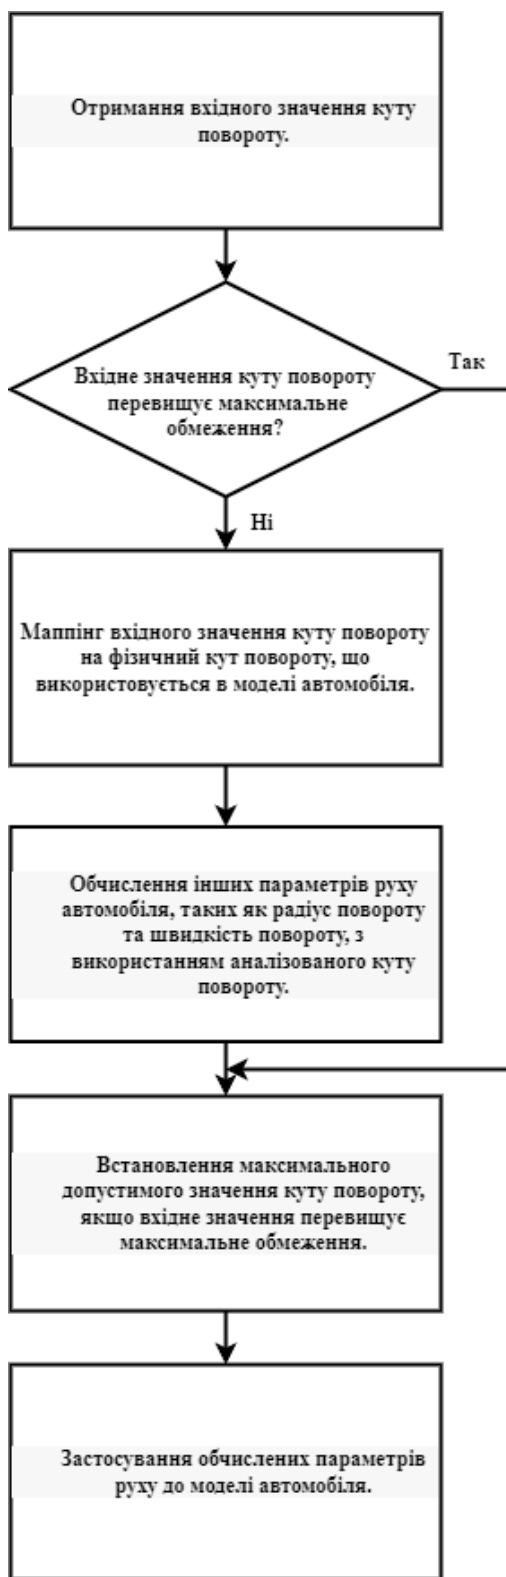 Отримання вхідного значення куту
повороту.
Вхідне значення куту повороту
перевищує максимальне
обмеження?
Так
Ні
Маппінг вхідного значення куту повороту
на фізичний кут повороту, що
використовується в моделі автомобіля.
Обчислення інших параметрів руху
автомобіля, таких як радіус повороту
та швидкість повороту, з
використанням аналізованого куту
повороту.
Встановлення максимального
допустимого значення куту повороту,
якщо вхідне значення перевищує
максимальне обмеження.
Застосування обчислених параметрів
руху до моделі автомобіля.